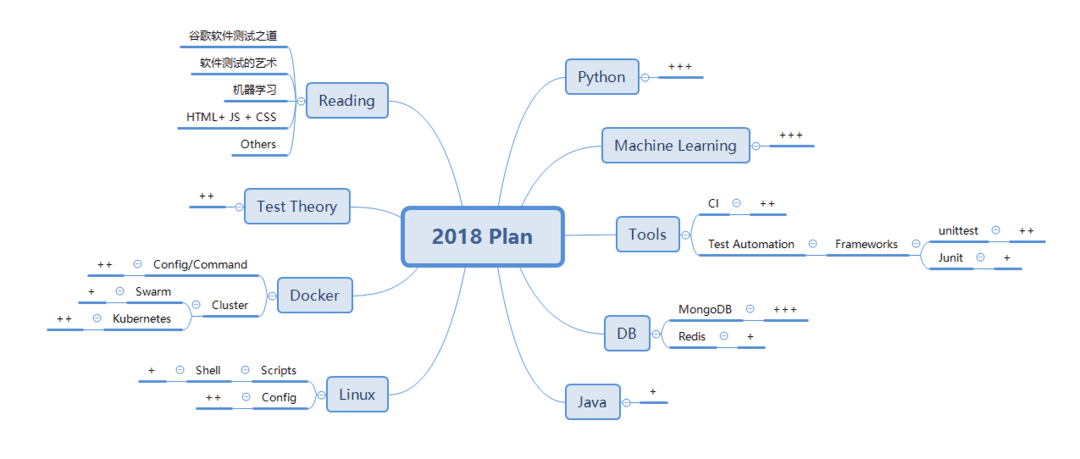 2018 Plan
Reading
谷歌软件测试之道
软件测试的艺术
机器学习
HTML+ JS + CSS
Others
Test Theory
++
Docker
Config/Command
++
Cluster
Swarm
+
Kubernetes
++
Linux
Scripts
Shell
+
Config
++
Python
+++
Machine Learning
+++
Tools
CI
++
Test Automation
Frameworks
unittest
++
Junit
+
DB
MongoDB
+++
Redis
+
Java
+